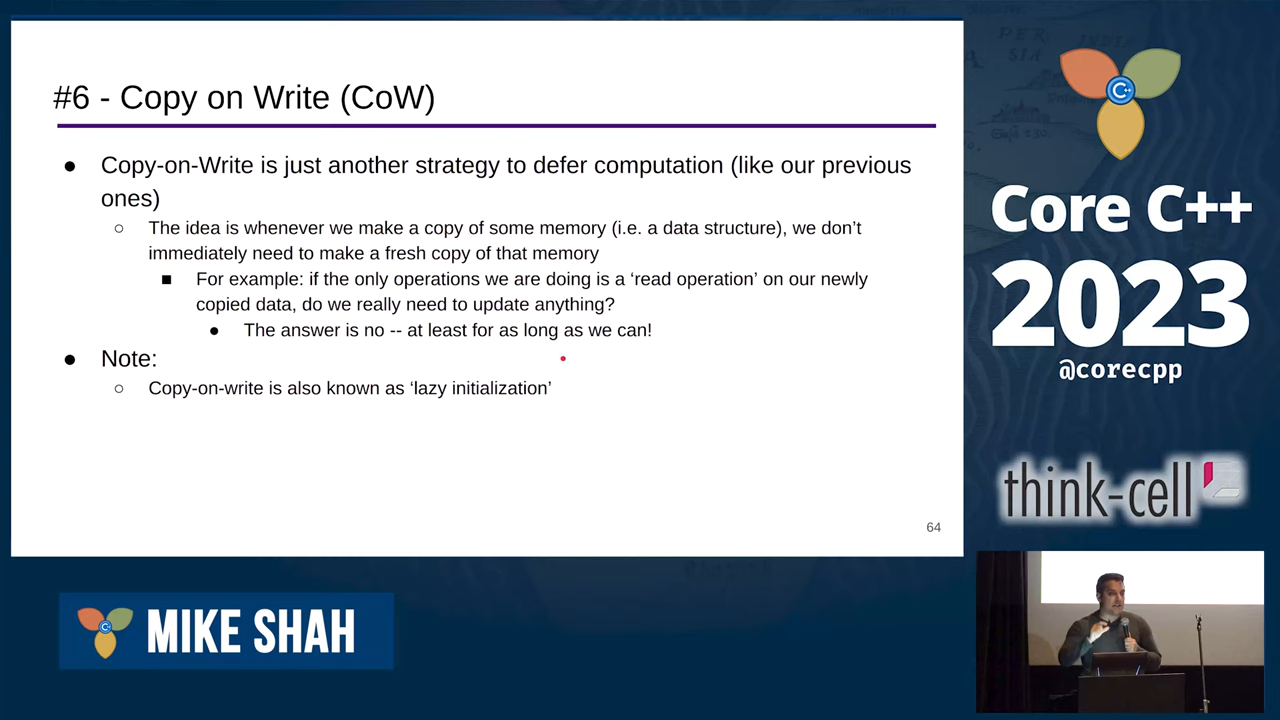 #6 - Copy on Write (CoW)
● Copy-on-Write is just another strategy to defer computation (like our previous
ones)
○ The idea is whenever we make a copy of some memory (i.e. a data structure), we don’t
immediately need to make a fresh copy of that memory
■ For example: if the only operations we are doing is a ‘read operation’ on our newly
copied data, do we really need to update anything?
● The answer is no -- at least for as long as we can!
● Note:
○ Copy-on-write is also known as ‘lazy initialization’
64
C++
Core C++
2023
@corecpp
think-cell
C++
MIKE SHAH
PER
SIA
INDIA